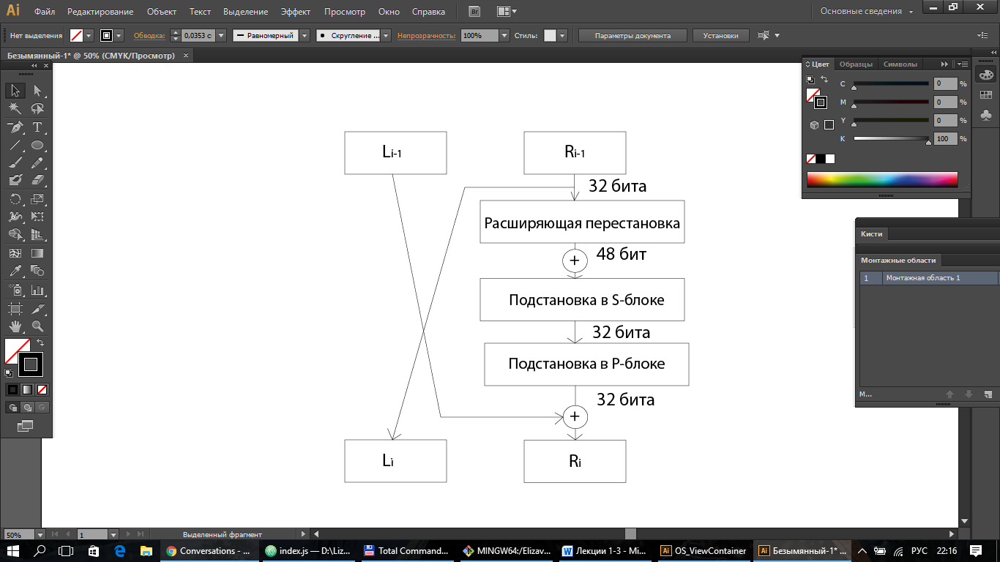 Ai Файл Редактирование Объект Текст Выделение Эффект Просмотр Окно Справка Br Основные сведения
Нет выделения Обводка: 0,0353 с Равномерный Скругление ... Непрозрачность: 100% Стиль: Параметры документа Установки
Безымянный-1* @ 50% (CMYK/Просмотр)
Цвет Образцы Символы
C 0 %
M 0 %
Y 0 %
K 100 %
Кисти
Монтажные области
1 Монтажная область 1
М...
Li-1 Ri-1
32 бита
Расширяющая перестановка
+ 48 бит
Подстановка в S-блоке
32 бита
Подстановка в P-блоке
32 бита
+
Li Ri
50% 1 Выделенный фрагмент
Conversations - ... index.js — D:\Liz... Total Comman​d... MINGW64:/Elizav... Лекции 1-3 - Mi... OS_ViewContainer Безымянный-1* ... РУС 22:16